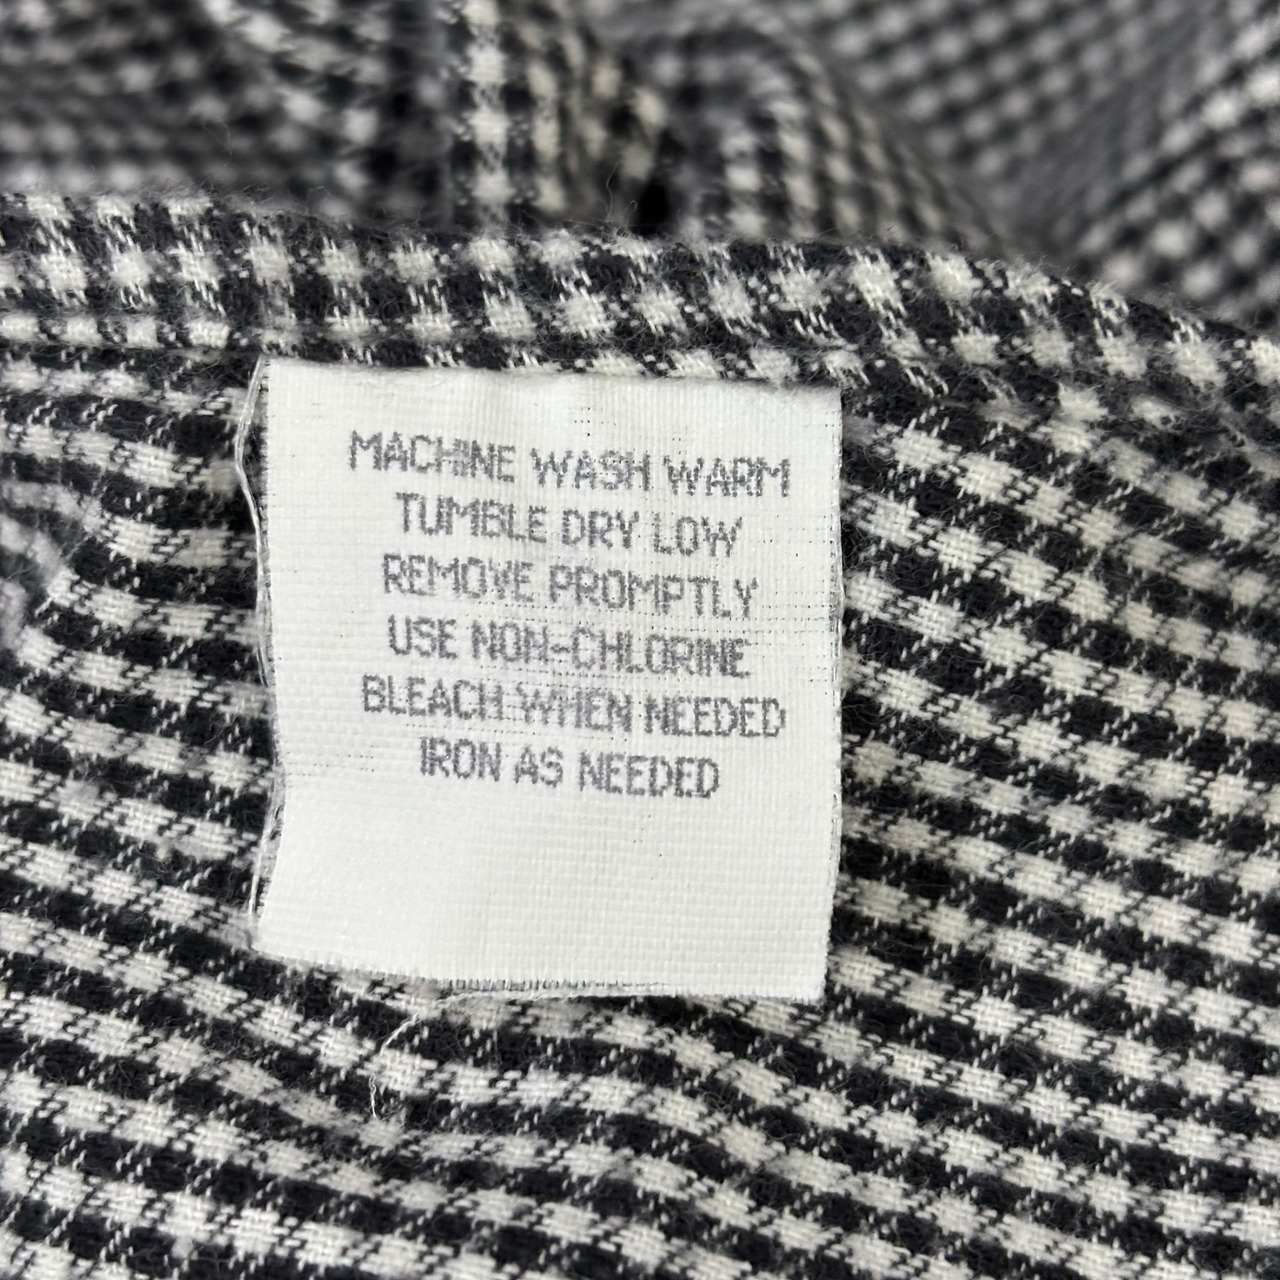 MACHINE WASH WARM
TUMBLE DRY LOW
REMOVE PROMPTLY
USE NON-CHLORINE
BLEACH WHEN NEEDED
IRON AS NEEDED